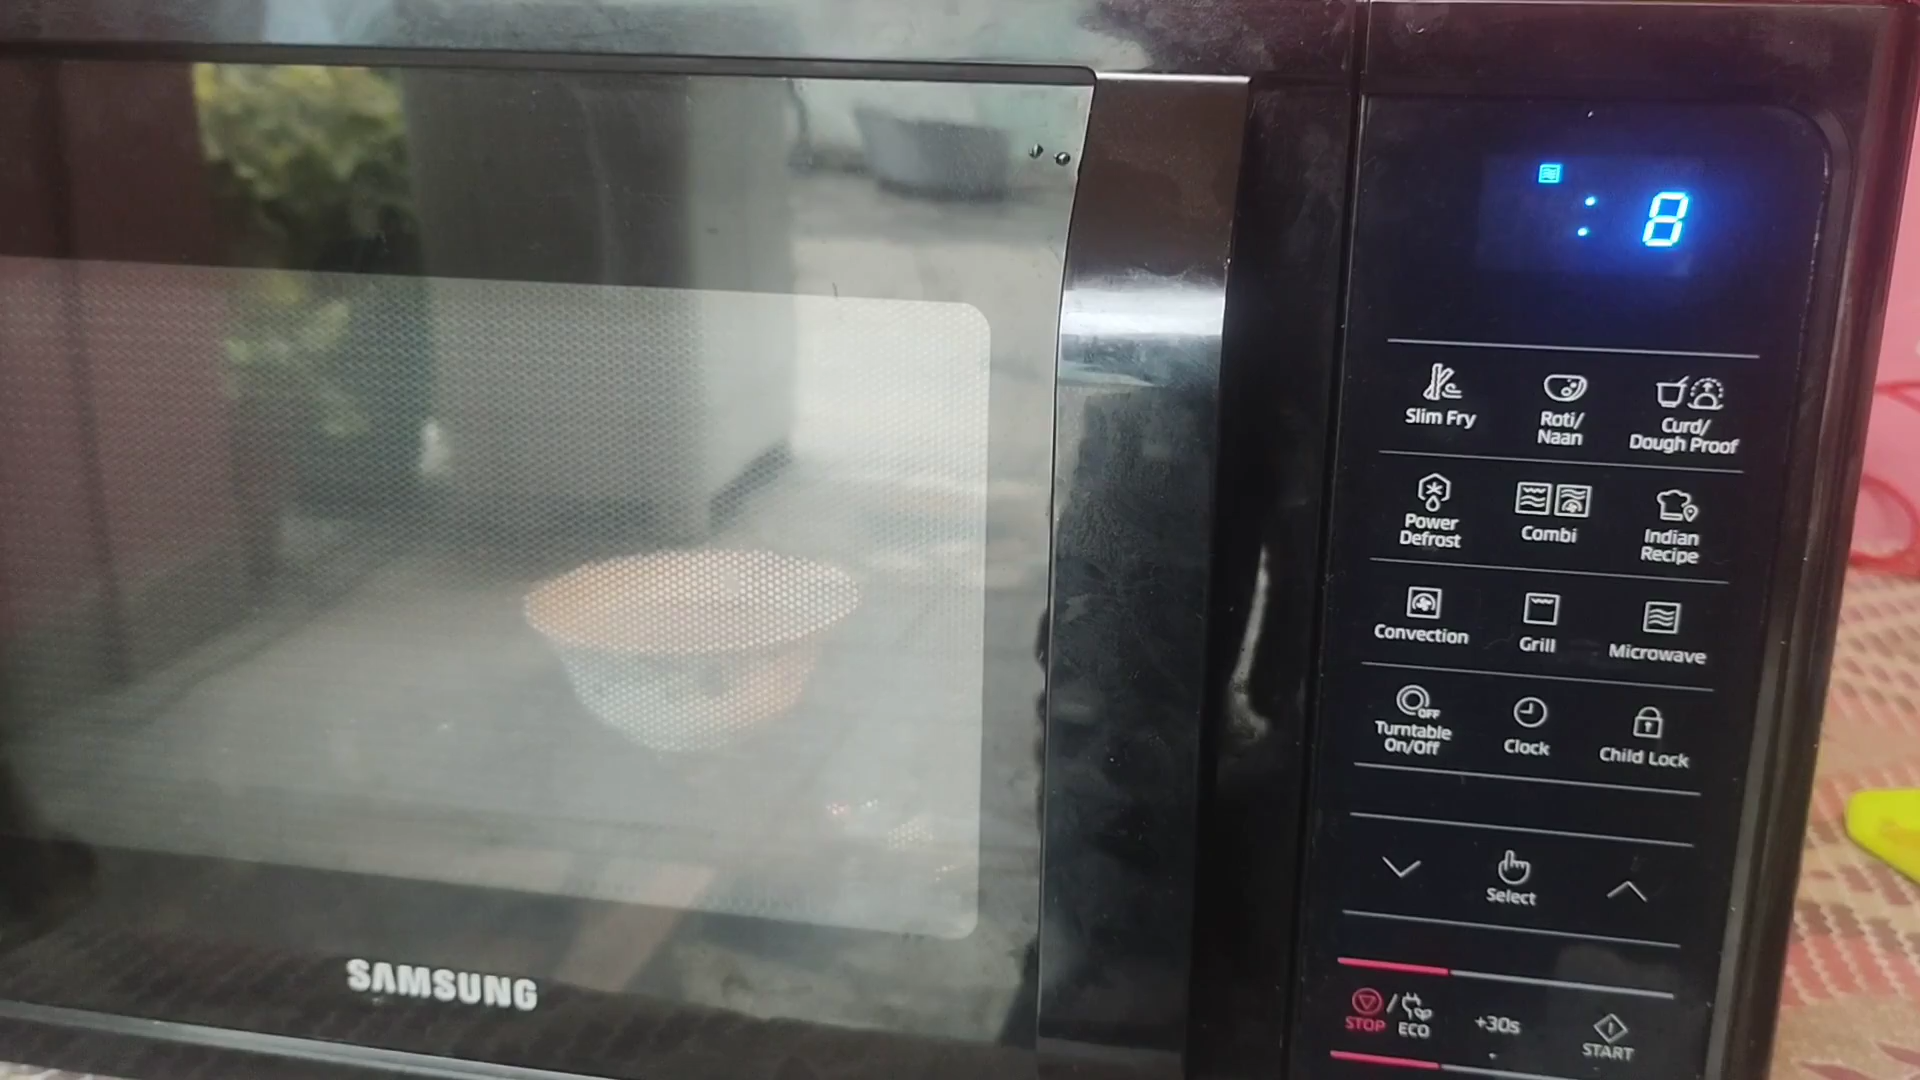 : 8
Slim Fry
Roti/
Naan
Curd/
Dough Proof
Power
Defrost
Combi
Indian
Recipe
Convection
Grill
Microwave
OFF
Turntable
On/Off
Clock
Child Lock
Select
SAMSUNG
STOP / ECO
+30s
START